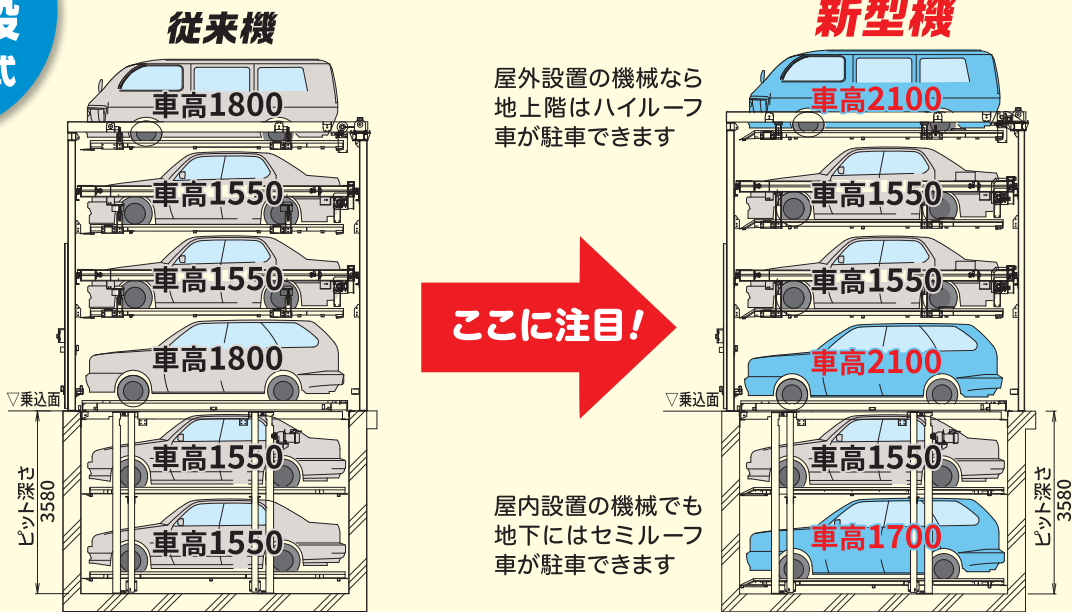 段
式
従来機
車高1800
車高1550
車高1550
車高1800
▽乗込面
車高1550
車高1550
ピット深さ
3580
屋外設置の機械なら
地上階はハイルーフ
車が駐車できます
ここに注目!
屋内設置の機械でも
地下にはセミルーフ
車が駐車できます
新型機
車高2100
車高1550
車高1550
車高2100
▽乗込面
車高1550
車高1700
ピット深さ
3580